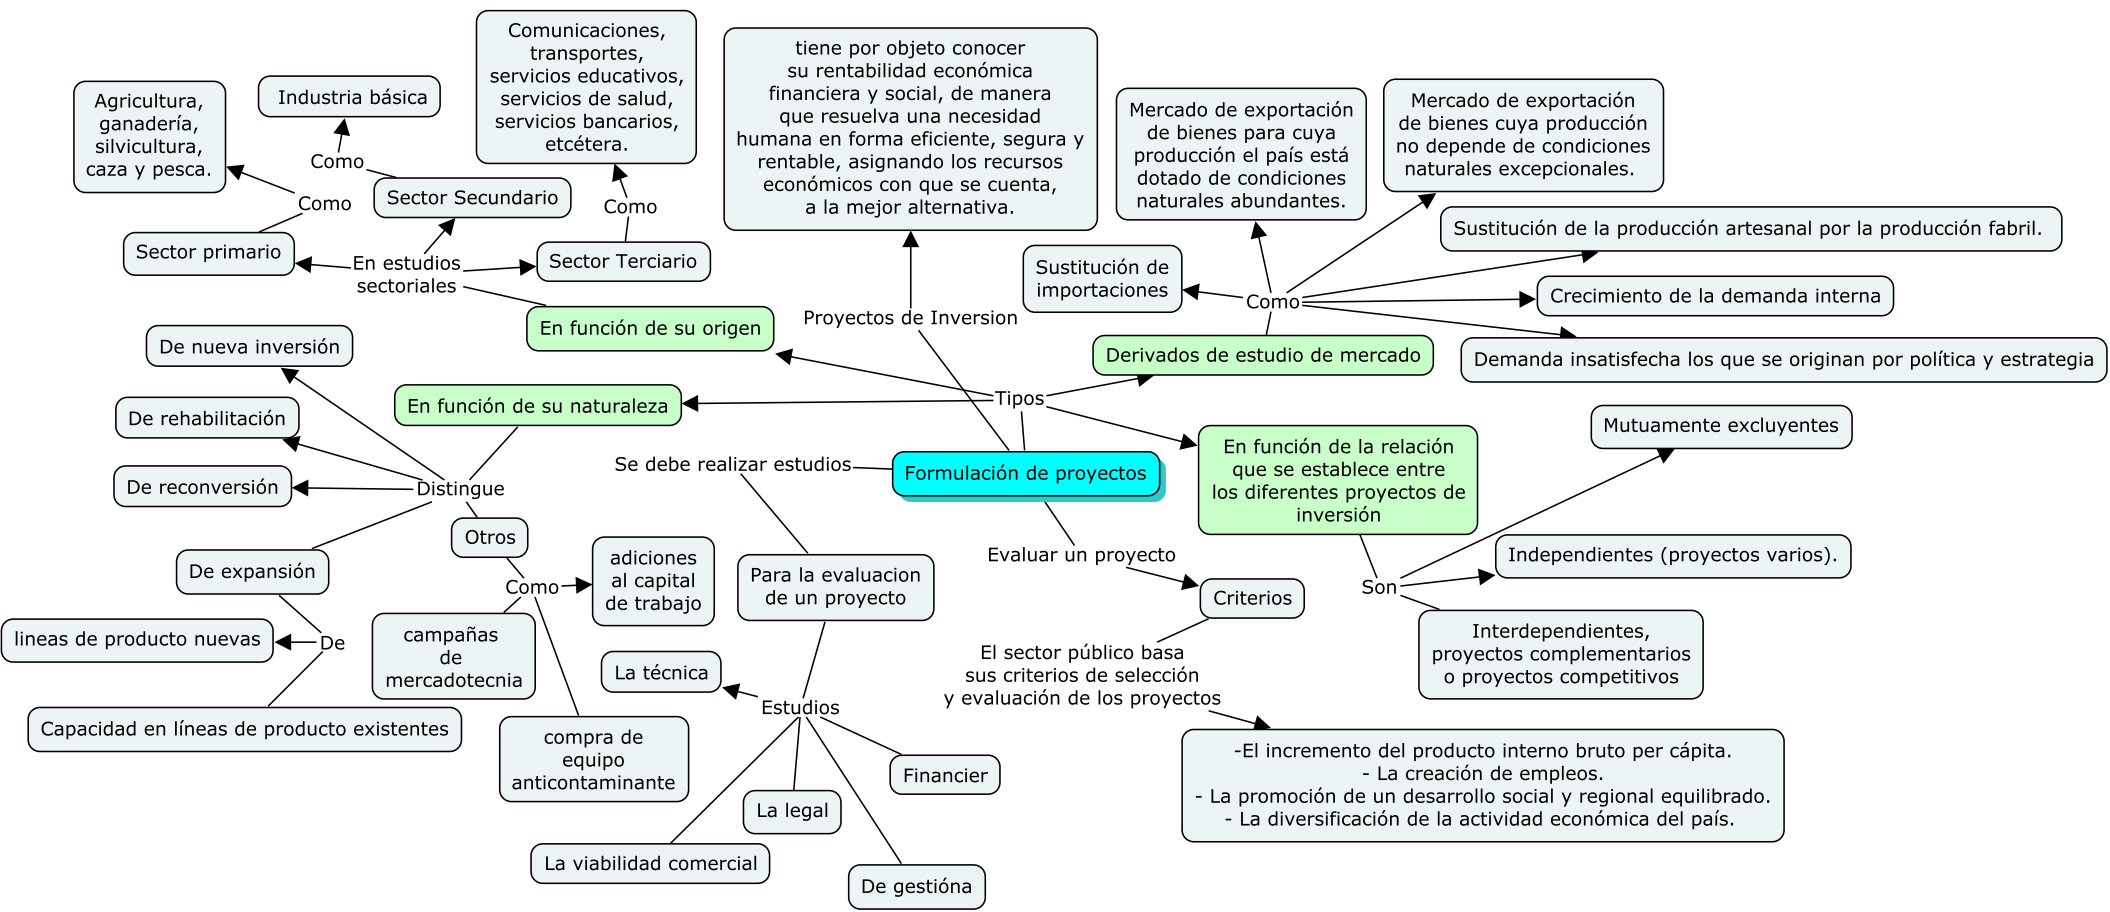 Comunicaciones,
transportes,
servicios educativos,
servicios de salud,
servicios bancarios,
etcétera.
tiene por objeto conocer
su rentabilidad económica
financiera y social, de manera
que resuelva una necesidad
humana en forma eficiente, segura y
rentable, asignando los recursos
económicos con que se cuenta,
a la mejor alternativa.
Industria básica
Agricultura,
ganadería,
silvicultura,
caza y pesca.
Mercado de exportación
de bienes para cuya
producción el país está
dotado de condiciones
naturales abundantes.
Mercado de exportación
de bienes cuya producción
no depende de condiciones
naturales excepcionales.
Como
Como
Sector Secundario
Como
Sector primario
En estudios
sectoriales
Sector Terciario
Sustitución de la producción artesanal por la producción fabril.
Sustitución de
importaciones
Como
Crecimiento de la demanda interna
Proyectos de Inversion
En función de su origen
Derivados de estudio de mercado
Demanda insatisfecha los que se originan por política y estrategia
De nueva inversión
En función de su naturaleza
Tipos
De rehabilitación
Mutuamente excluyentes
En función de la relación
que se establece entre
los diferentes proyectos de
inversión
Se debe realizar estudios
Formulación de proyectos
De reconversión
Distingue
Otros
De expansión
Como
adiciones
al capital
de trabajo
Para la evaluacion
de un proyecto
Evaluar un proyecto
Criterios
Son
Independientes (proyectos varios).
Interdependientes,
proyectos complementarios
o proyectos competitivos
lineas de producto nuevas
De
campañas
de
mercadotecnia
La técnica
El sector público basa
sus criterios de selección
y evaluación de los proyectos
Estudios
Capacidad en líneas de producto existentes
compra de
equipo
anticontaminante
Financier
-El incremento del producto interno bruto per cápita.
- La creación de empleos.
- La promoción de un desarrollo social y regional equilibrado.
- La diversificación de la actividad económica del país.
La legal
La viabilidad comercial
De gestióna